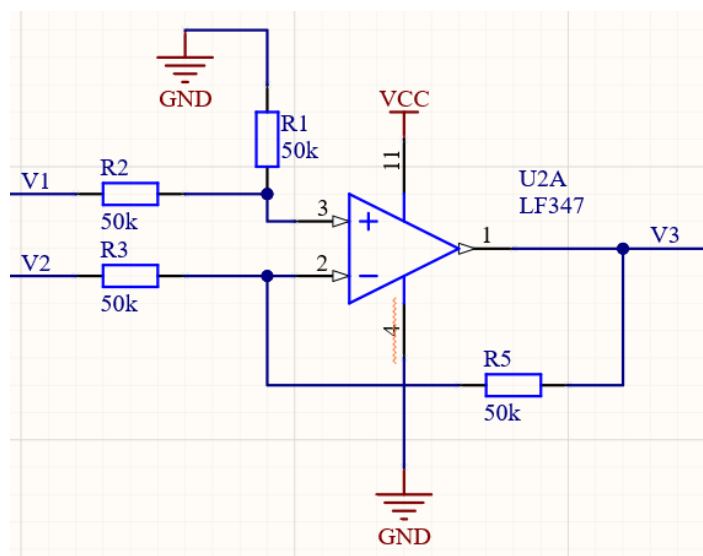 GND
R1
50k
VCC
11
U2A
LF347
R2
V1
50k
3
+
1
V3
R3
V2
50k
2
−
4
R5
50k
GND